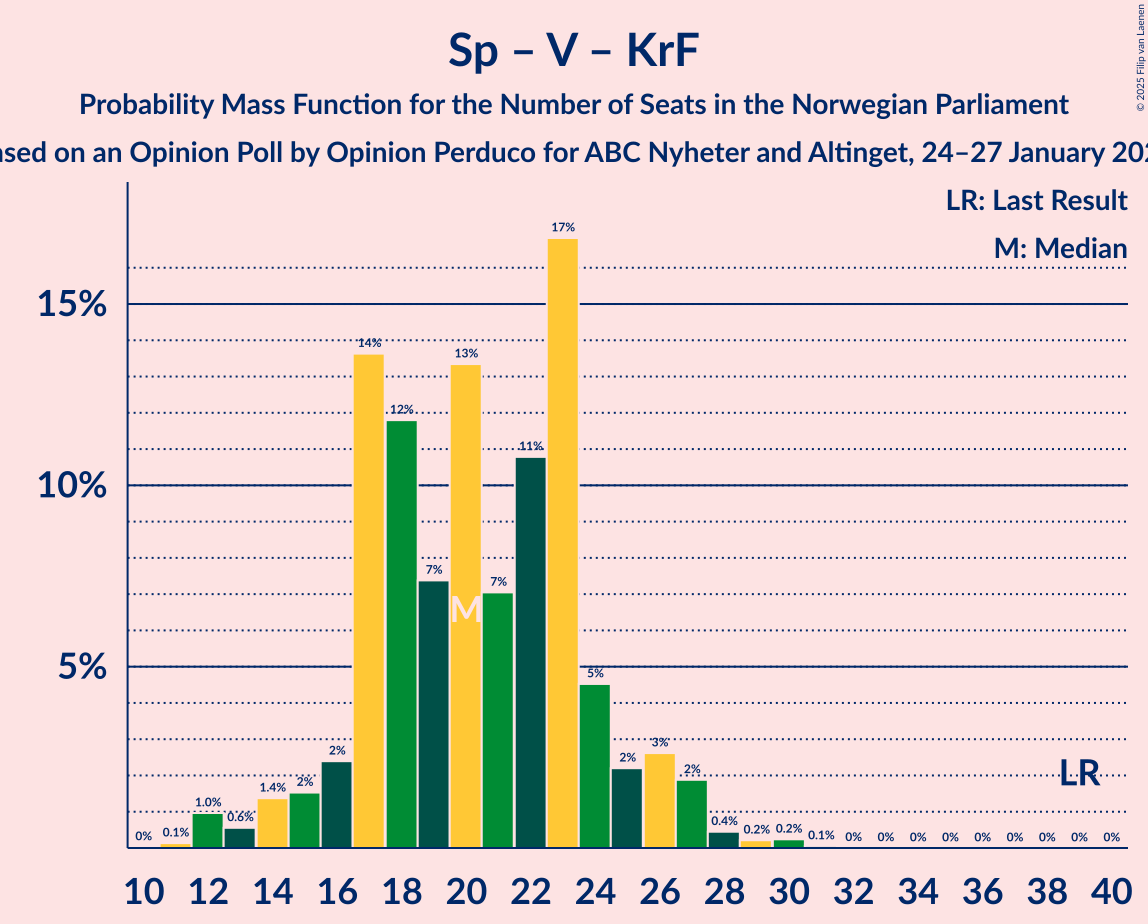 Sp – V – KrF
Probability Mass Function for the Number of Seats in the Norwegian Parliament
on an Opinion Poll by Opinion Perduco for ABC Nyheter and Altinget, 24–27 January
© 2025 Filip van Laenen
LR: Last Result
M: Median
15%
10%
5%
0% 0.1% 1.0% 0.6% 1.4% 2% 2% 14% 12% 7% 13% 7% 11% 17% 5% 2% 3% 2% 0.4% 0.2% 0.2% 0.1% 0% 0% 0% 0% 0% 0% 0% 0% 0%
M
LR
10 12 14 16 18 20 22 24 26 28 30 32 34 36 38 40